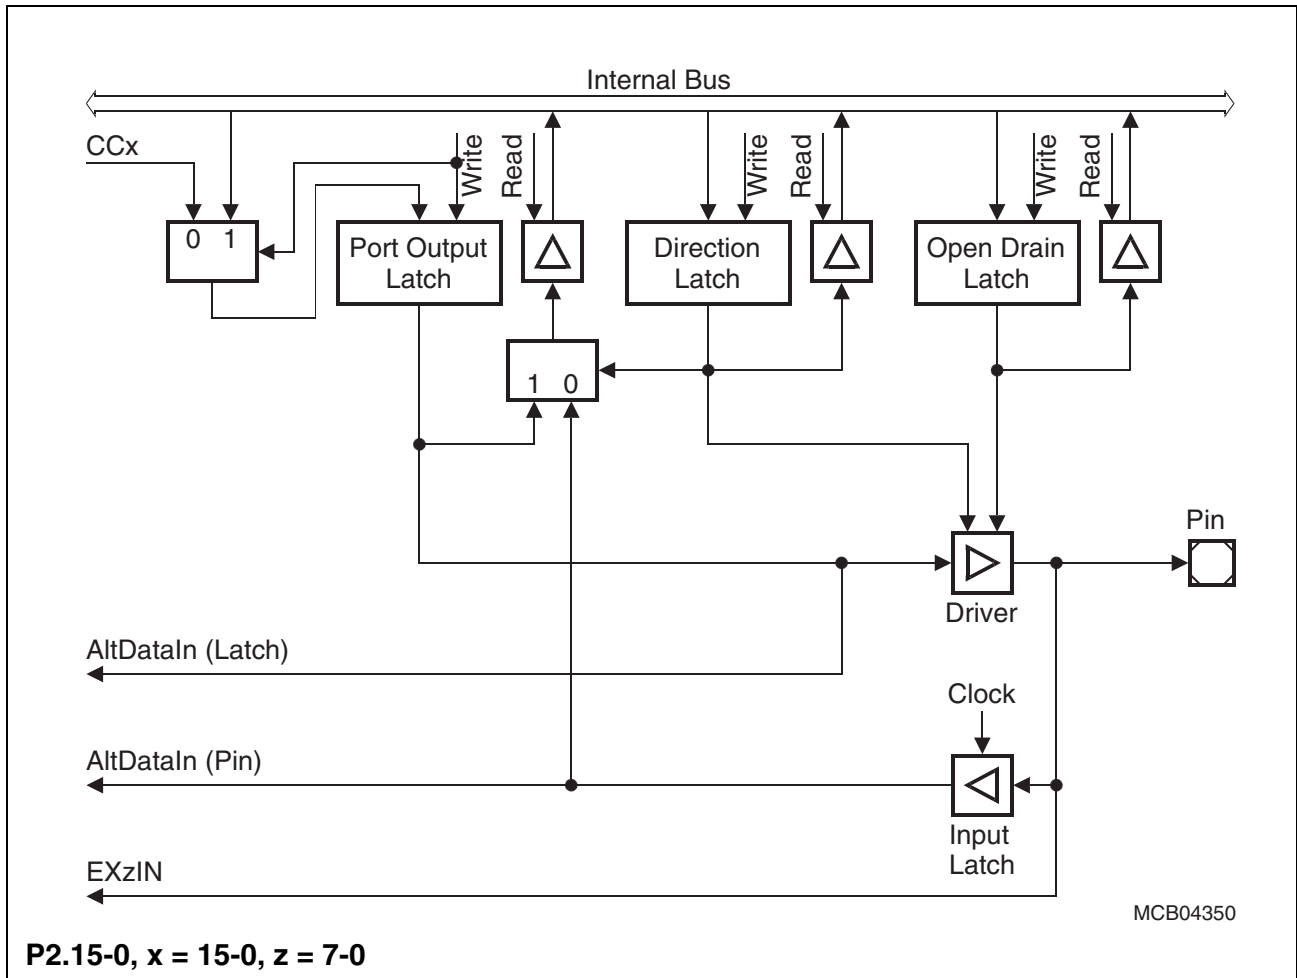 Internal Bus
CCx
Write
Read
Write
Read
Write
Read
0 1
Port Output
Latch
Direction
Latch
Open Drain
Latch
1 0
Pin
Driver
AltDataIn (Latch)
Clock
AltDataIn (Pin)
Input
Latch
EXzIN
MCB04350
P2.15-0, x = 15-0, z = 7-0